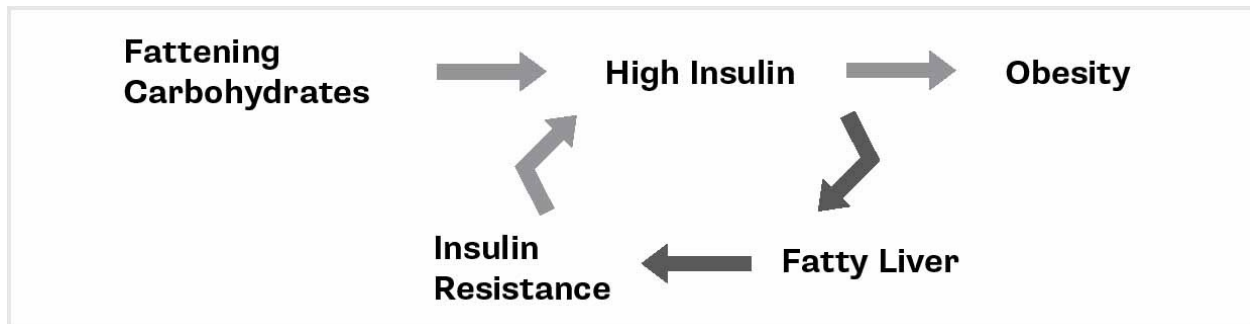 Fattening
Carbohydrates
High Insulin
Obesity
Insulin
Resistance
Fatty Liver